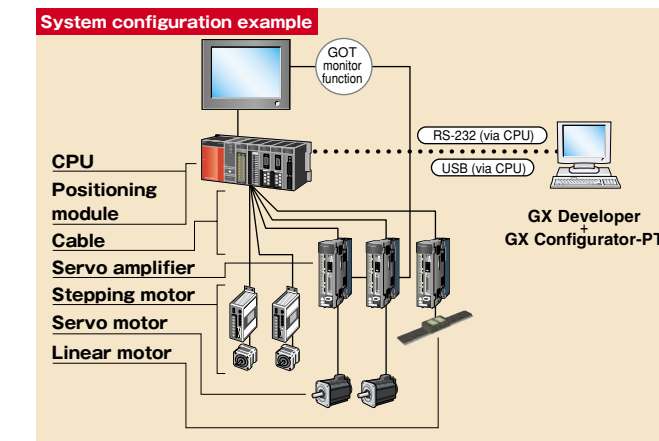 System configuration example
GOT
monitor
function
RS-232 (via CPU)
USB (via CPU)
CPU
Positioning
module
Cable
Servo amplifier
Stepping motor
Servo motor
Linear motor
GX Developer
+
GX Configurator-PT